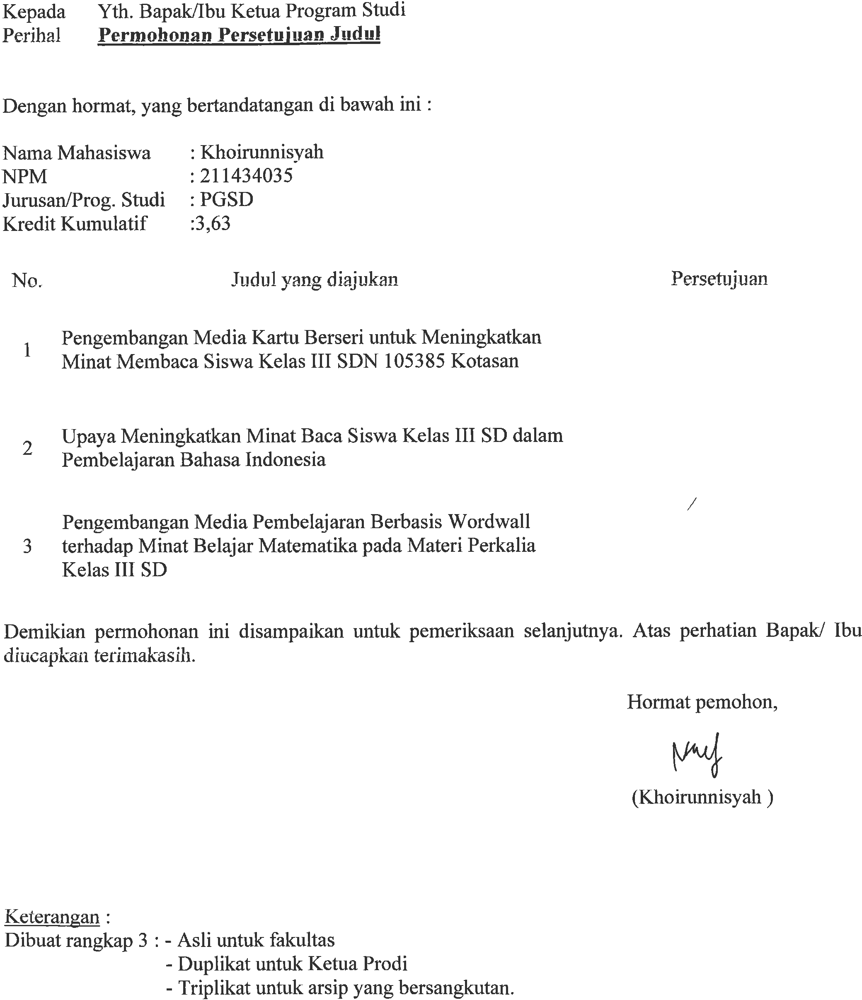 Kepada Yth. Bapak/Ibu Ketua Program Studi
Perihal Permohonan Persetujuan Judul
Dengan hormat, yang bertandatangan di bawah ini :
Nama Mahasiswa : Khoirunnisyah
NPM : 211434035
Jurusan/Prog. Studi : PGSD
Kredit Kumulatif :3,63
No. Judul yang diajukan Persetujuan
1 Pengembangan Media Kartu Berseri untuk Meningkatkan
Minat Membaca Siswa Kelas III SDN 105385 Kotasan
2 Upaya Meningkatkan Minat Baca Siswa Kelas III SD dalam
Pembelajaran Bahasa Indonesia
Pengembangan Media Pembelajaran Berbasis Wordwall
3 terhadap Minat Belajar Matematika pada Materi Perkalia
Kelas III SD
Demikian permohonan ini disampaikan untuk pemeriksaan selanjutnya. Atas perhatian Bapak/ Ibu
diucapkan terimakasih.
Hormat pemohon,
(Khoirunnisyah )
Keterangan :
Dibuat rangkap 3 : - Asli untuk fakultas
- Duplikat untuk Ketua Prodi
- Triplikat untuk arsip yang bersangkutan.